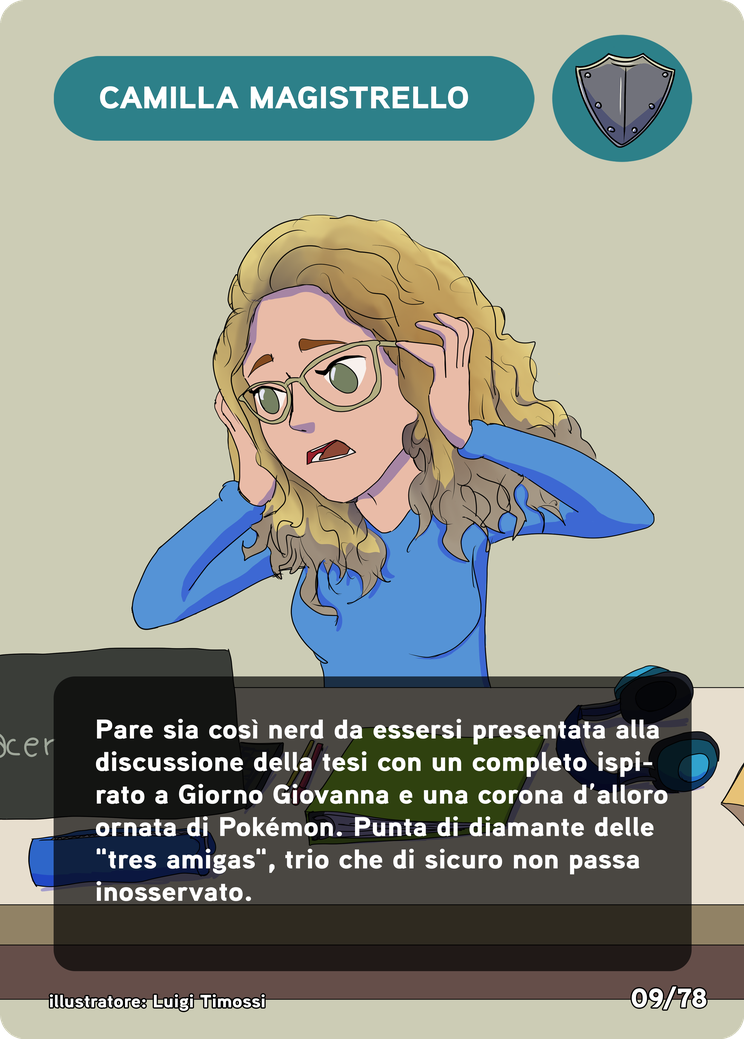 CAMILLA MAGISTRELLO
acer
Pare sia così nerd da essersi presentata alla
discussione della tesi con un completo ispi-
rato a Giorno Giovanna e una corona d'alloro
ornata di Pokémon. Punta di diamante delle
"tres amigas", trio che di sicuro non passa
inosservato.
illustratore: Luigi Timossi
09/78